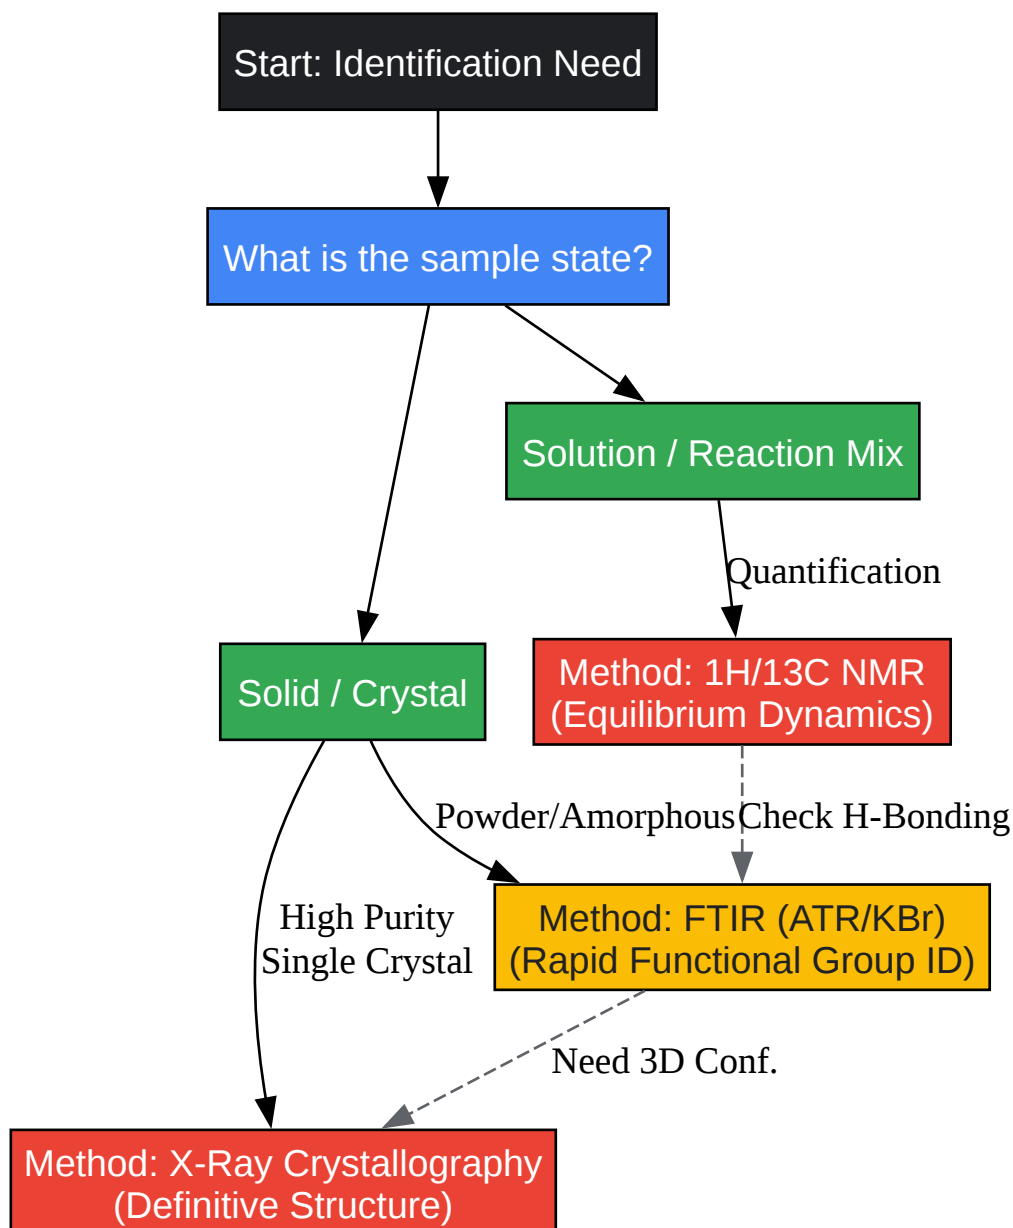 Start: Identification Need
What is the sample state?
Solution / Reaction Mix
Quantification
Method: 1H/13C NMR
(Equilibrium Dynamics)
Solid / Crystal
Powder/Amorphous
Check H-Bonding
High Purity
Single Crystal
Method: FTIR (ATR/KBr)
(Rapid Functional Group ID)
Need 3D Conf.
Method: X-Ray Crystallography
(Definitive Structure)